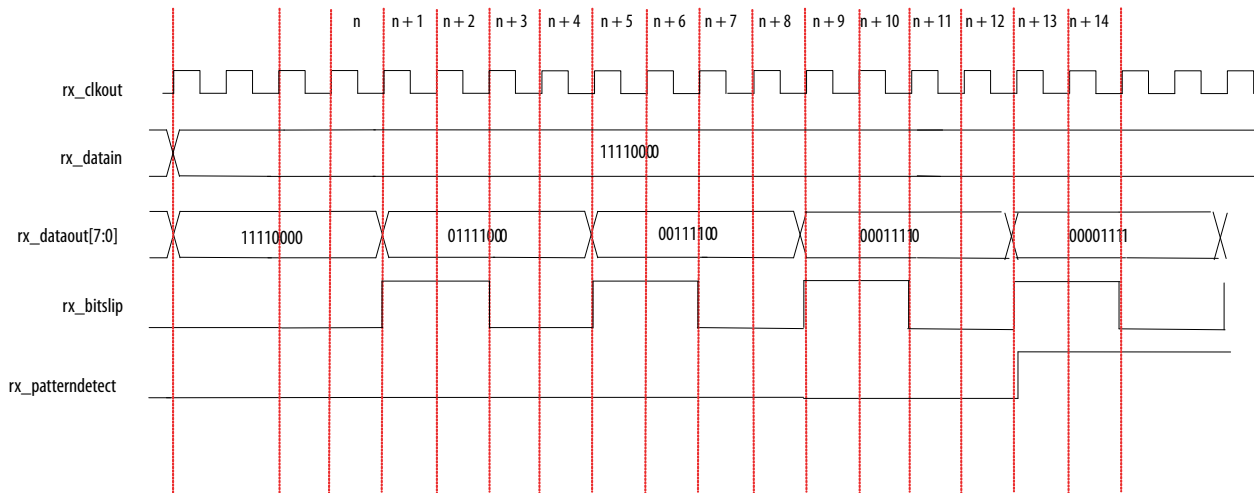 n n + 1 n + 2 n + 3 n + 4 n + 5 n + 6 n + 7 n + 8 n + 9 n + 10 n + 11 n + 12 n + 13 n + 14
rx_clkout
rx_datain 11110000
rx_dataout[7:0] 11110000 01111000 00111100 00011110 00001111
rx_bitslip
rx_patterndetect